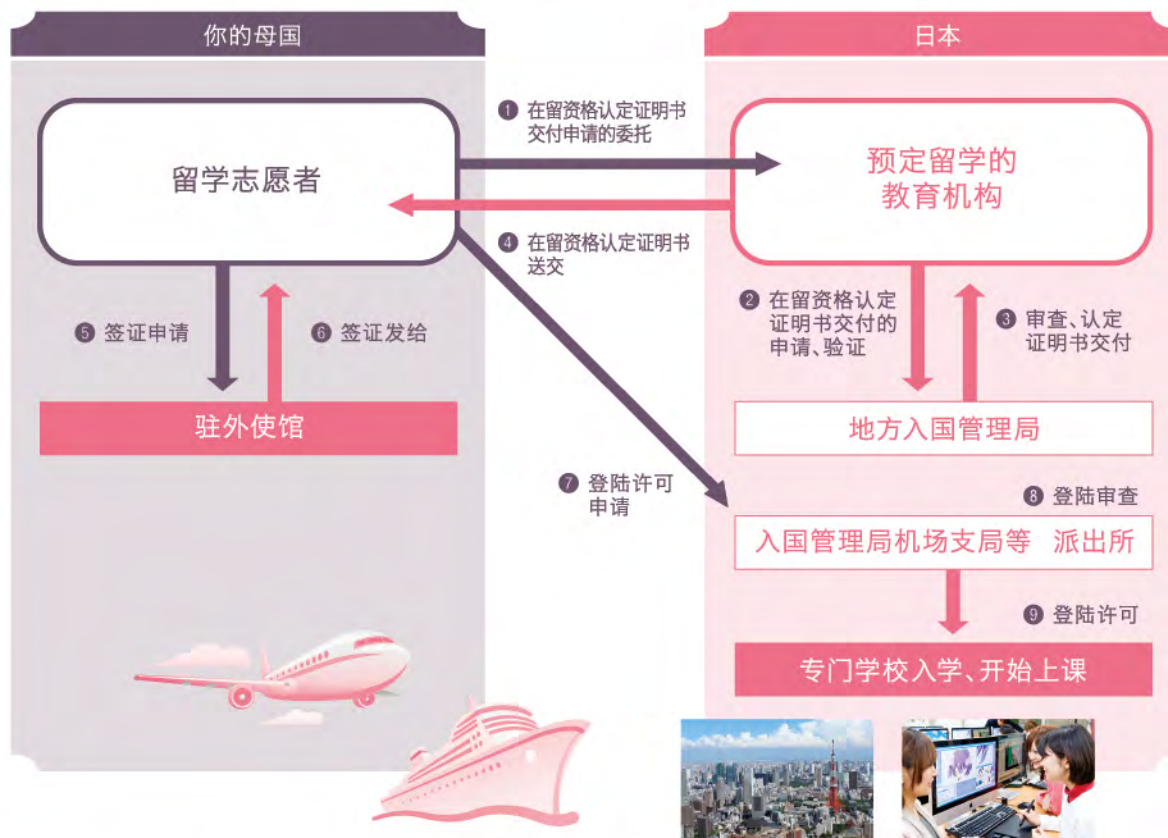 你的母国
日本
留学志愿者
❶ 在留资格认定证明书
交付申请的委托
预定留学的
教育机构
❹ 在留资格认定证明书
送交
❺ 签证申请
❻ 签证发给
❷ 在留资格认定
证明书交付的
申请、验证
❸ 审查、认定
证明书交付
驻外使馆
地方入国管理局
❼ 登陆许可
申请
❽ 登陆审查
入国管理局机场支局等 派出所
❾ 登陆许可
专门学校入学、开始上课